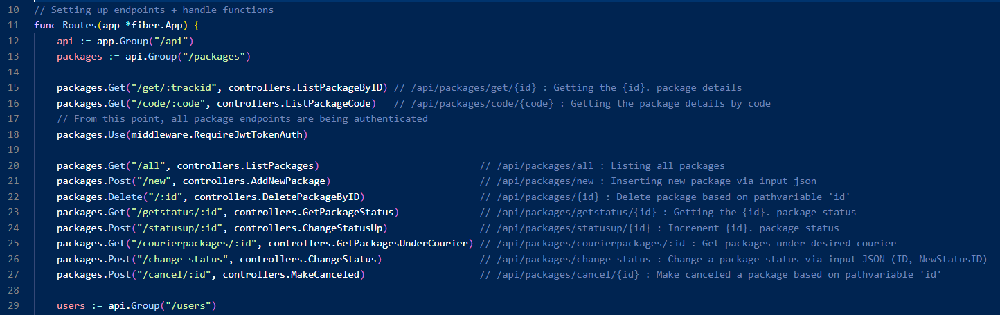 10 // Setting up endpoints + handle functions
11 func Routes(app *fiber.App) {
12     api := app.Group("/api")
13     packages := api.Group("/packages")
14
15     packages.Get("/get/:trackid", controllers.ListPackageByID) // /api/packages/get/{id} : Getting the {id}. package details
16     packages.Get("/code/:code", controllers.ListPackageCode)   // /api/packages/code/{code} : Getting the package details by code
17     // From this point, all package endpoints are being authenticated
18     packages.Use(middleware.RequireJwtTokenAuth)
19
20     packages.Get("/all", controllers.ListPackages)                            // /api/packages/all : Listing all packages
21     packages.Post("/new", controllers.AddNewPackage)                          // /api/packages/new : Inserting new package via input json
22     packages.Delete("/:id", controllers.DeletePackageByID)                    // /api/packages/{id} : Delete package based on pathvariable 'id'
23     packages.Get("/getstatus/:id", controllers.GetPackageStatus)              // /api/packages/getstatus/{id} : Getting the {id}. package status
24     packages.Post("/statusup/:id", controllers.ChangeStatusUp)                // /api/packages/statusup/{id} : Increnent {id}. package status
25     packages.Get("/courierpackages/:id", controllers.GetPackagesUnderCourier) // /api/packages/courierpackages/:id : Get packages under desired courier
26     packages.Post("/change-status", controllers.ChangeStatus)                 // /api/packages/change-status : Change a package status via input JSON (ID, NewStatusID)
27     packages.Post("/cancel/:id", controllers.MakeCanceled)                    // /api/packages/cancel/{id} : Make canceled a package based on pathvariable 'id'
28
29     users := api.Group("/users")